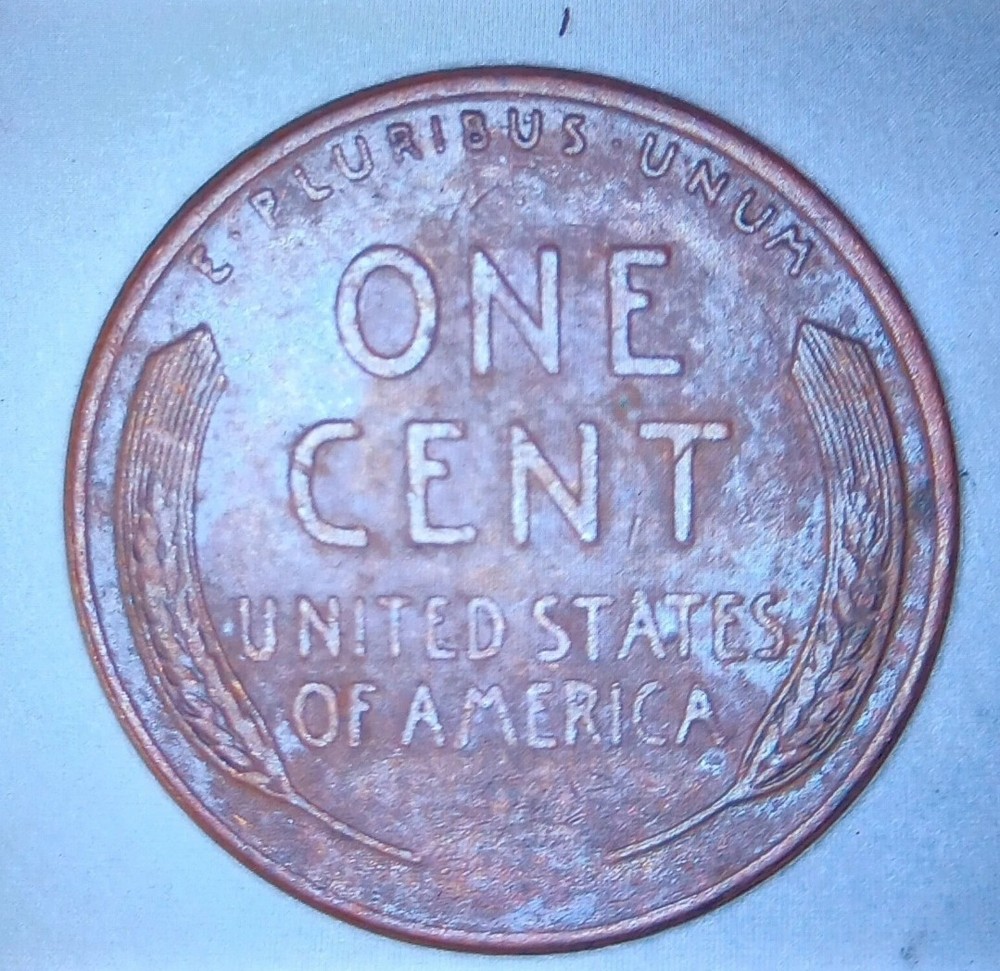 E · PLURIBUS · UNUM
ONE
CENT
UNITED STATES
OF AMERICA